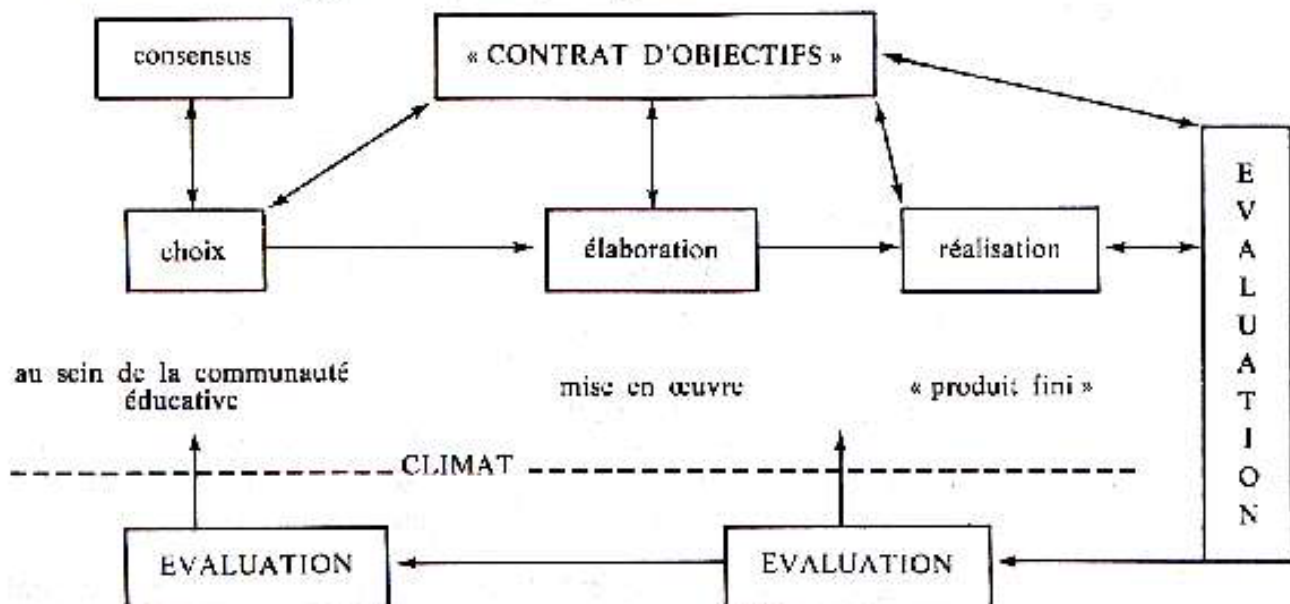 consensus
« CONTRAT D'OBJECTIFS »
choix
élaboration
réalisation
EVALUATION
au sein de la communauté
éducative
mise en œuvre
« produit fini »
CLIMAT
EVALUATION
EVALUATION